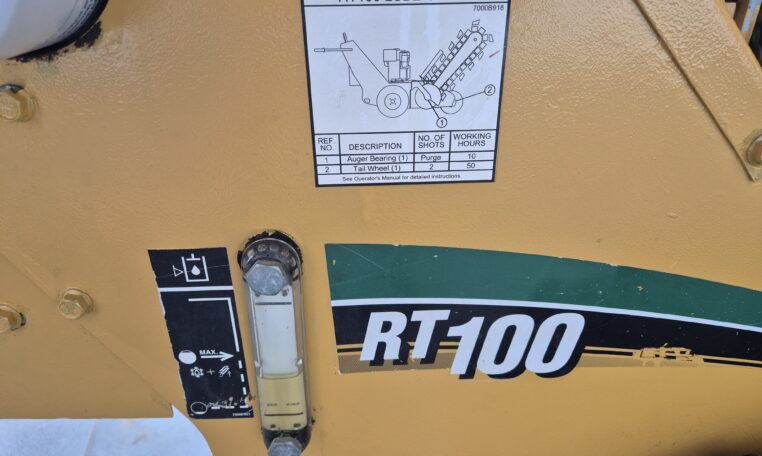 7000B918
2
1
REF. NO. DESCRIPTION NO. OF SHOTS WORKING HOURS
1 Auger Bearing (1) Purge 10
2 Tail Wheel (1) 2 50
See Operator's Manual for detailed instructions.
MAX.
+
RT100